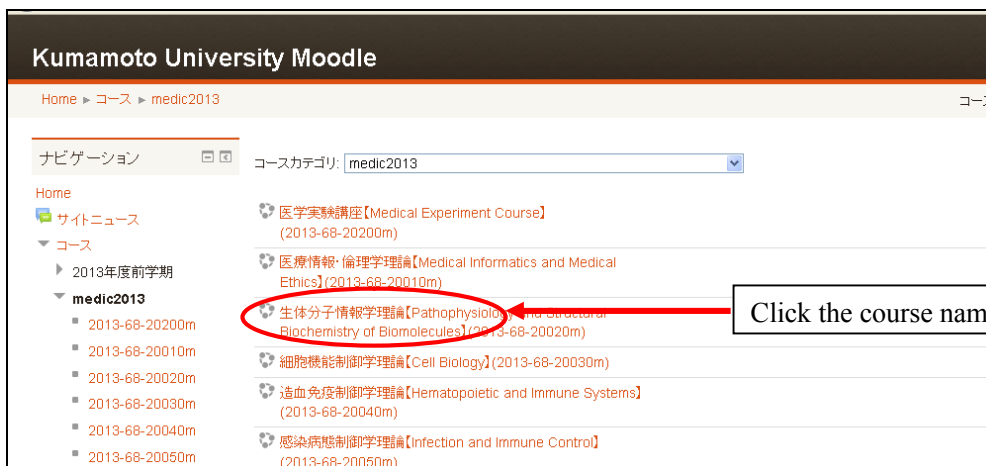 Kumamoto University Moodle
Home ► コース ► medic2013
コース
ナビゲーション
コースカテゴリ: medic2013
Home
サイトニュース
コース
2013年度前学期
medic2013
2013-68-20200m
2013-68-20010m
2013-68-20020m
2013-68-20030m
2013-68-20040m
2013-68-20050m
医学実験講座【Medical Experiment Course】
(2013-68-20200m)
医療情報・倫理学理論【Medical Informatics and Medical
Ethics】(2013-68-20010m)
生体分子情報学理論【Pathophysiology and Structural
Biochemistry of Biomolecules】(2013-68-20020m)
細胞機能制御学理論【Cell Biology】(2013-68-20030m)
造血免疫制御学理論【Hematopoietic and Immune Systems】
(2013-68-20040m)
感染病態制御学理論【Infection and Immune Control】
(2013-68-20050m)
Click the course nam